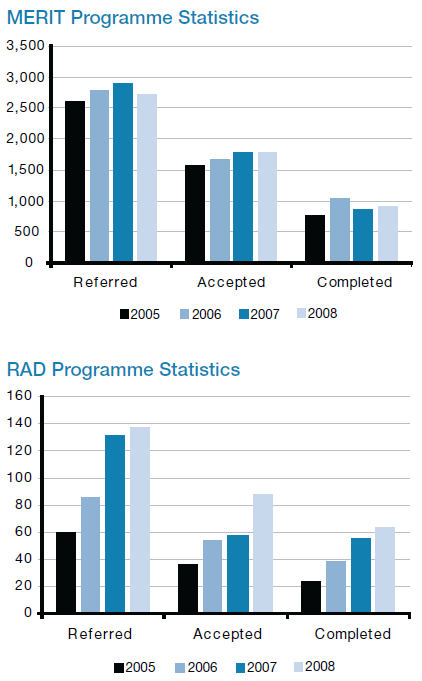 MERIT Programme Statistics
3,500
3,000
2,500
2,000
1,500
1,000
500
0
Referred Accepted Completed
2005 2006 2007 2008
RAD Programme Statistics
160
140
120
100
80
60
40
20
0
Referred Accepted Completed
2005 2006 2007 2008